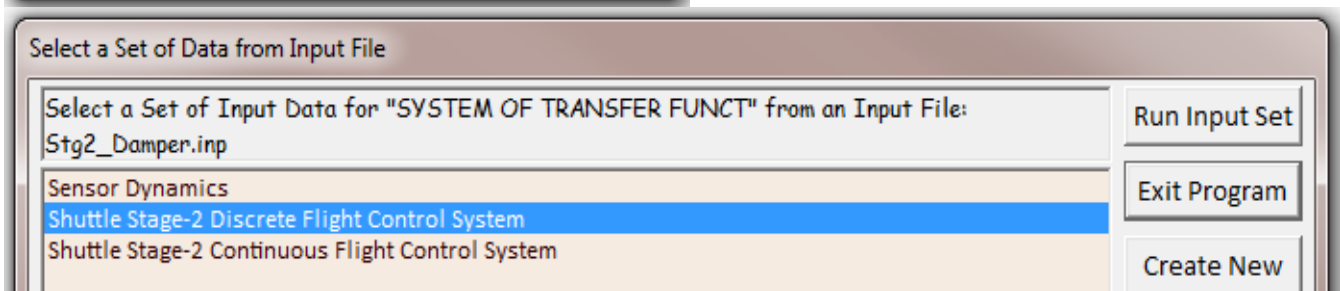 Select a Set of Data from Input File
Select a Set of Input Data for "SYSTEM OF TRANSFER FUNCT" from an Input File:
Stg2_Damper.inp
Run Input Set
Sensor Dynamics
Shuttle Stage-2 Discrete Flight Control System
Shuttle Stage-2 Continuous Flight Control System
Exit Program
Create New